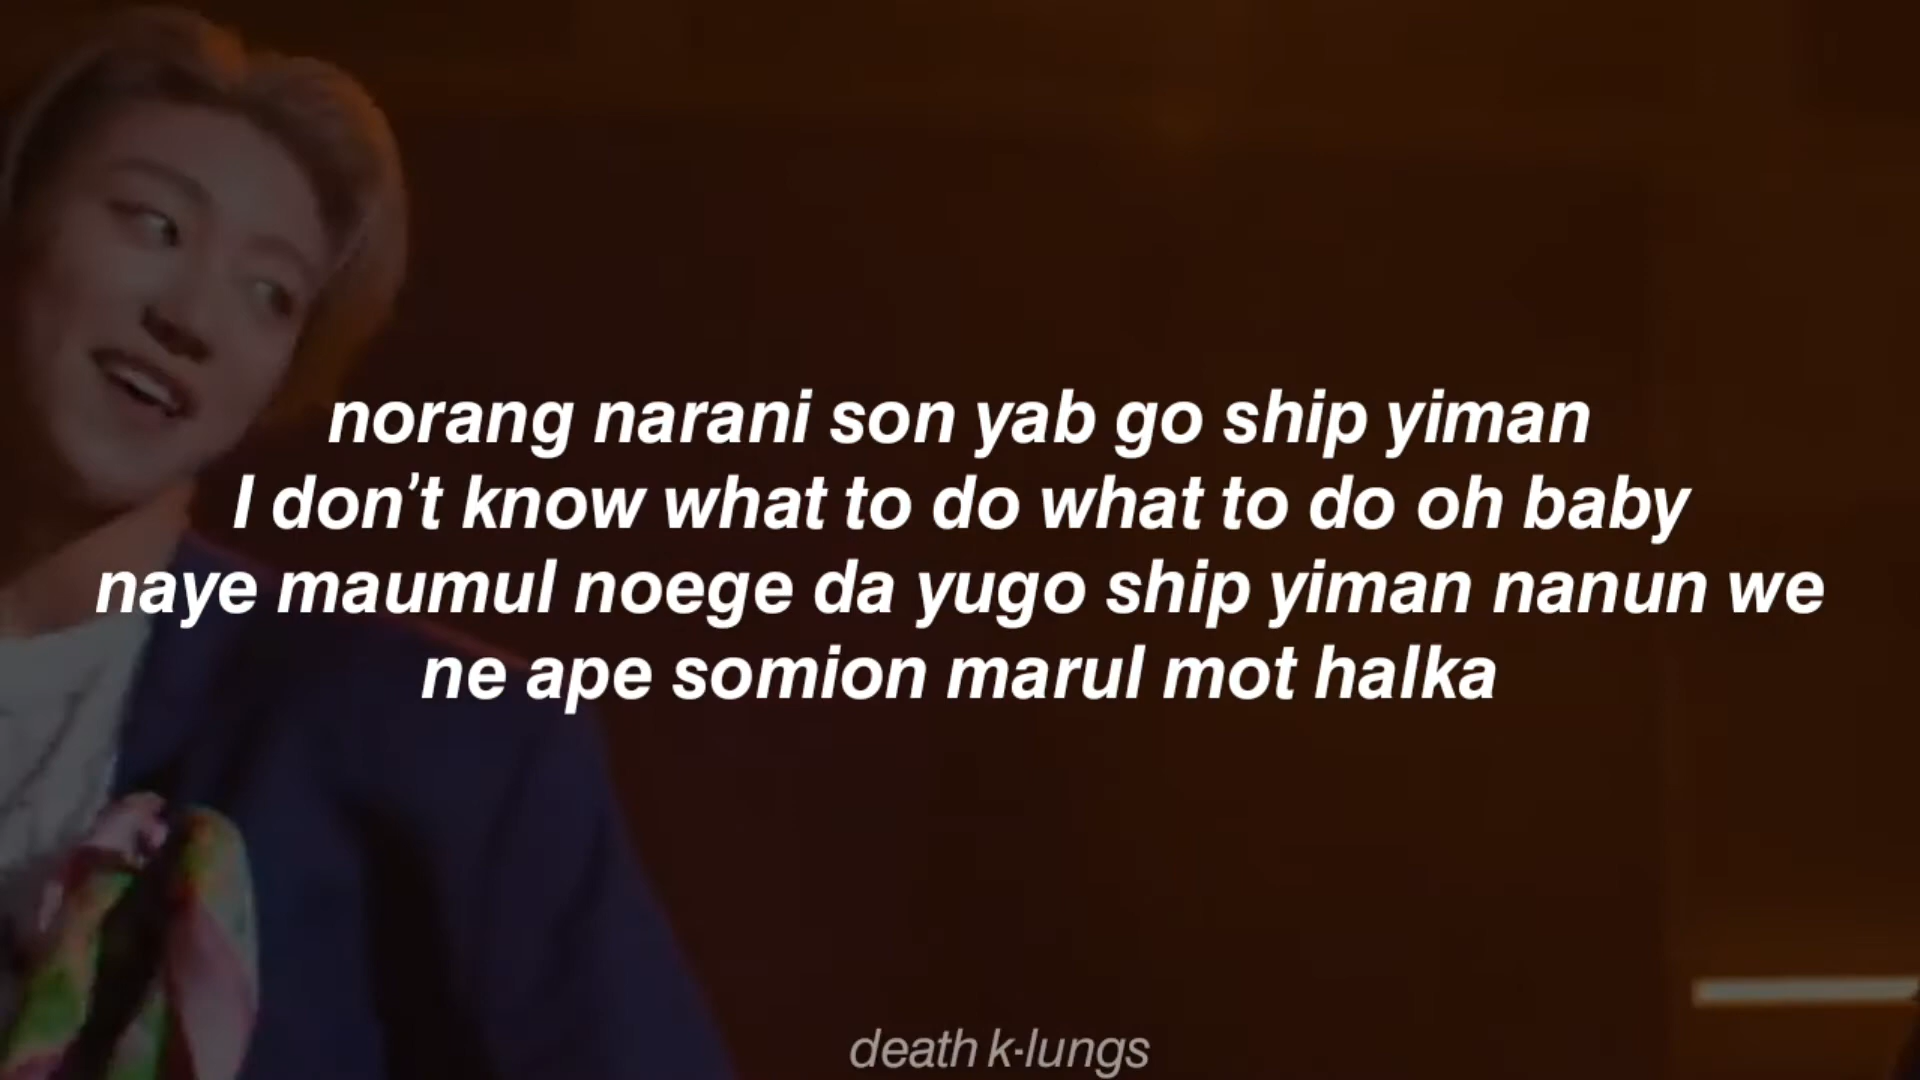 norang narani son yab go ship yiman
I don't know what to do what to do oh baby
naye maumul noege da yugo ship yiman nanun we
ne ape somion marul mot halka
death k-lungs